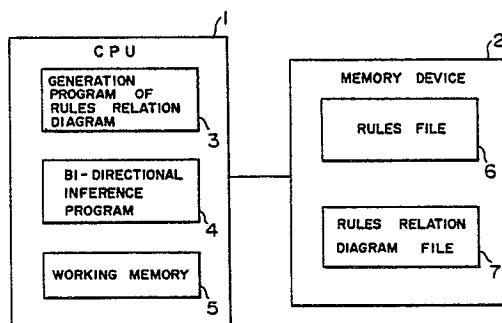 1
CPU
GENERATION
PROGRAM OF
RULES RELATION
DIAGRAM
3
BI-DIRECTIONAL
INFERENCE
PROGRAM
4
WORKING MEMORY
5
2
MEMORY DEVICE
RULES FILE
6
RULES RELATION
DIAGRAM FILE
7